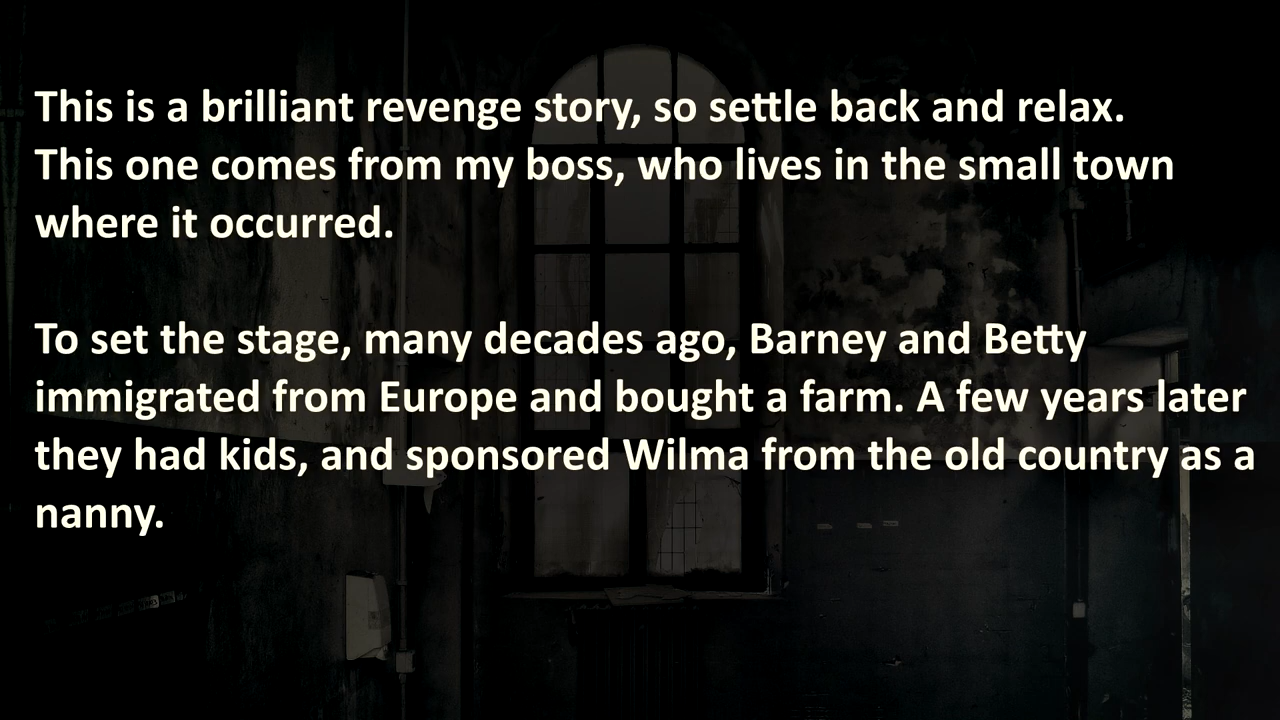 This is a brilliant revenge story, so settle back and relax.
This one comes from my boss, who lives in the small town
where it occurred.
To set the stage, many decades ago, Barney and Betty
immigrated from Europe and bought a farm. A few years later
they had kids, and sponsored Wilma from the old country as a
nanny.